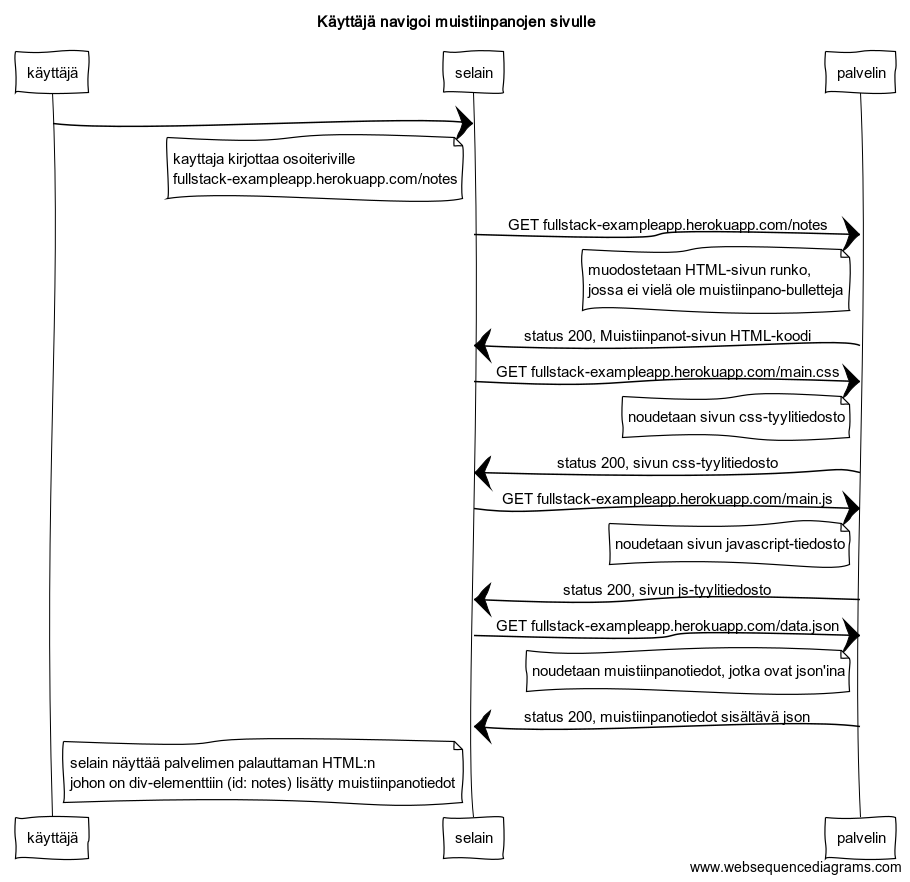 Käyttäjä navigoi muistiinpanojen sivulle
käyttäjä
selain
palvelin
kayttaja kirjottaa osoiteriville
fullstack-exampleapp.herokuapp.com/notes
GET fullstack-exampleapp.herokuapp.com/notes
muodostetaan HTML-sivun runko,
jossa ei vielä ole muistiinpano-bulletteja
status 200, Muistiinpanot-sivun HTML-koodi
GET fullstack-exampleapp.herokuapp.com/main.css
noudetaan sivun css-tyylitiedosto
status 200, sivun css-tyylitiedosto
GET fullstack-exampleapp.herokuapp.com/main.js
noudetaan sivun javascript-tiedosto
status 200, sivun js-tyylitiedosto
GET fullstack-exampleapp.herokuapp.com/data.json
noudetaan muistiinpanotiedot, jotka ovat json'ina
status 200, muistiinpanotiedot sisältävä json
selain näyttää palvelimen palauttaman HTML:n
johon on div-elementtiin (id: notes) lisätty muistiinpanotiedot
käyttäjä
selain
palvelin
www.websequencediagrams.com